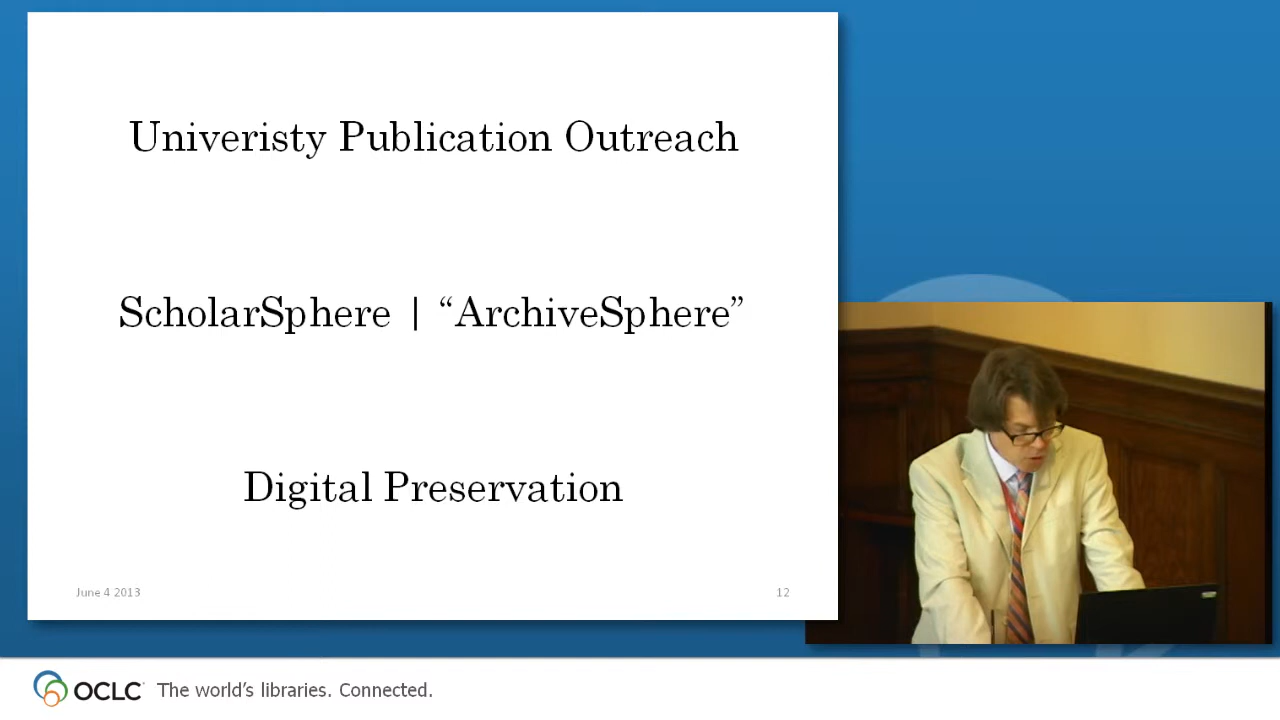 Univeristy Publication Outreach
ScholarSphere | “ArchiveSphere”
Digital Preservation
June 4 2013
12
OCLC
The world’s libraries. Connected.